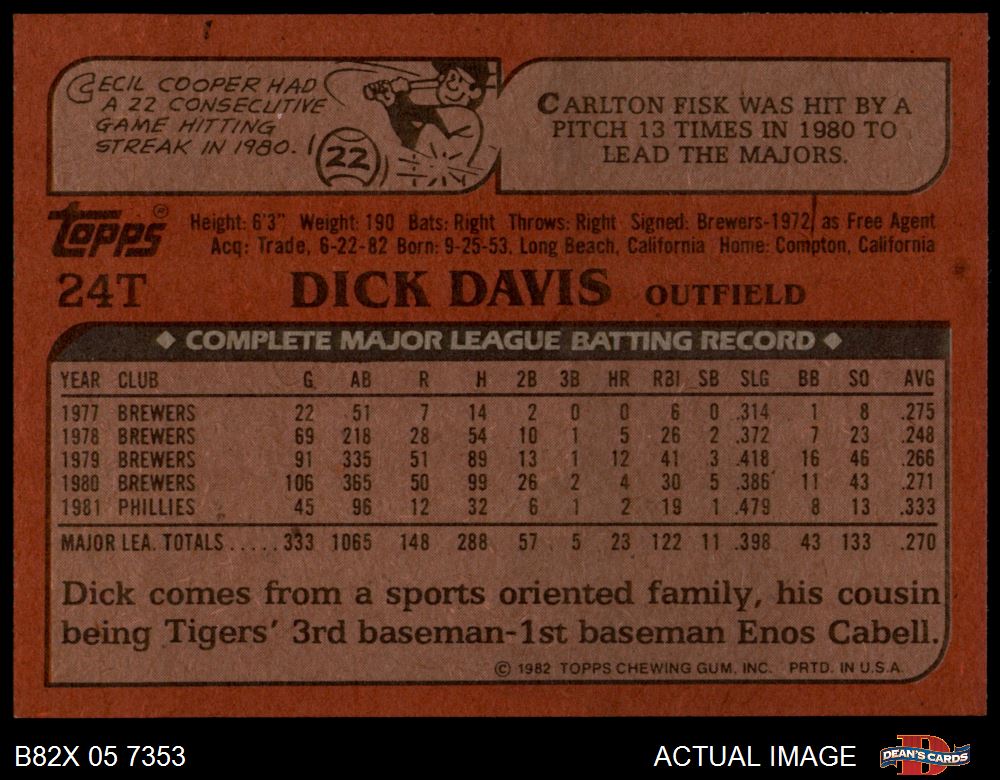 CECIL COOPER HAD
A 22 CONSECUTIVE
GAME HITTING
STREAK IN 1980.
22
CARLTON FISK WAS HIT BY A
PITCH 13 TIMES IN 1980 TO
LEAD THE MAJORS.
Topps®
Height: 6'3" Weight: 190 Bats: Right Throws: Right Signed: Brewers-1972, as Free Agent
Acq: Trade, 6-22-82 Born: 9-25-53, Long Beach, California Home: Compton, California
24T DICK DAVIS OUTFIELD
◆ COMPLETE MAJOR LEAGUE BATTING RECORD ◆
YEAR CLUB G AB R H 2B 3B HR RBI SB SLG BB SO AVG
1977 BREWERS 22 51 7 14 2 0 0 6 0 .314 1 8 .275
1978 BREWERS 69 218 28 54 10 1 5 26 2 .372 7 23 .248
1979 BREWERS 91 335 51 89 13 1 12 41 3 .418 16 46 .266
1980 BREWERS 106 365 50 99 26 2 4 30 5 .386 11 43 .271
1981 PHILLIES 45 96 12 32 6 1 2 19 1 .479 8 13 .333
MAJOR LEA. TOTALS..... 333 1065 148 288 57 5 23 122 11 .398 43 133 .270
Dick comes from a sports oriented family, his cousin
being Tigers' 3rd baseman-1st baseman Enos Cabell.
© 1982 TOPPS CHEWING GUM, INC. PRTD. IN U.S.A.
B82X 05 7353
ACTUAL IMAGE
D
DEAN'S CARDS